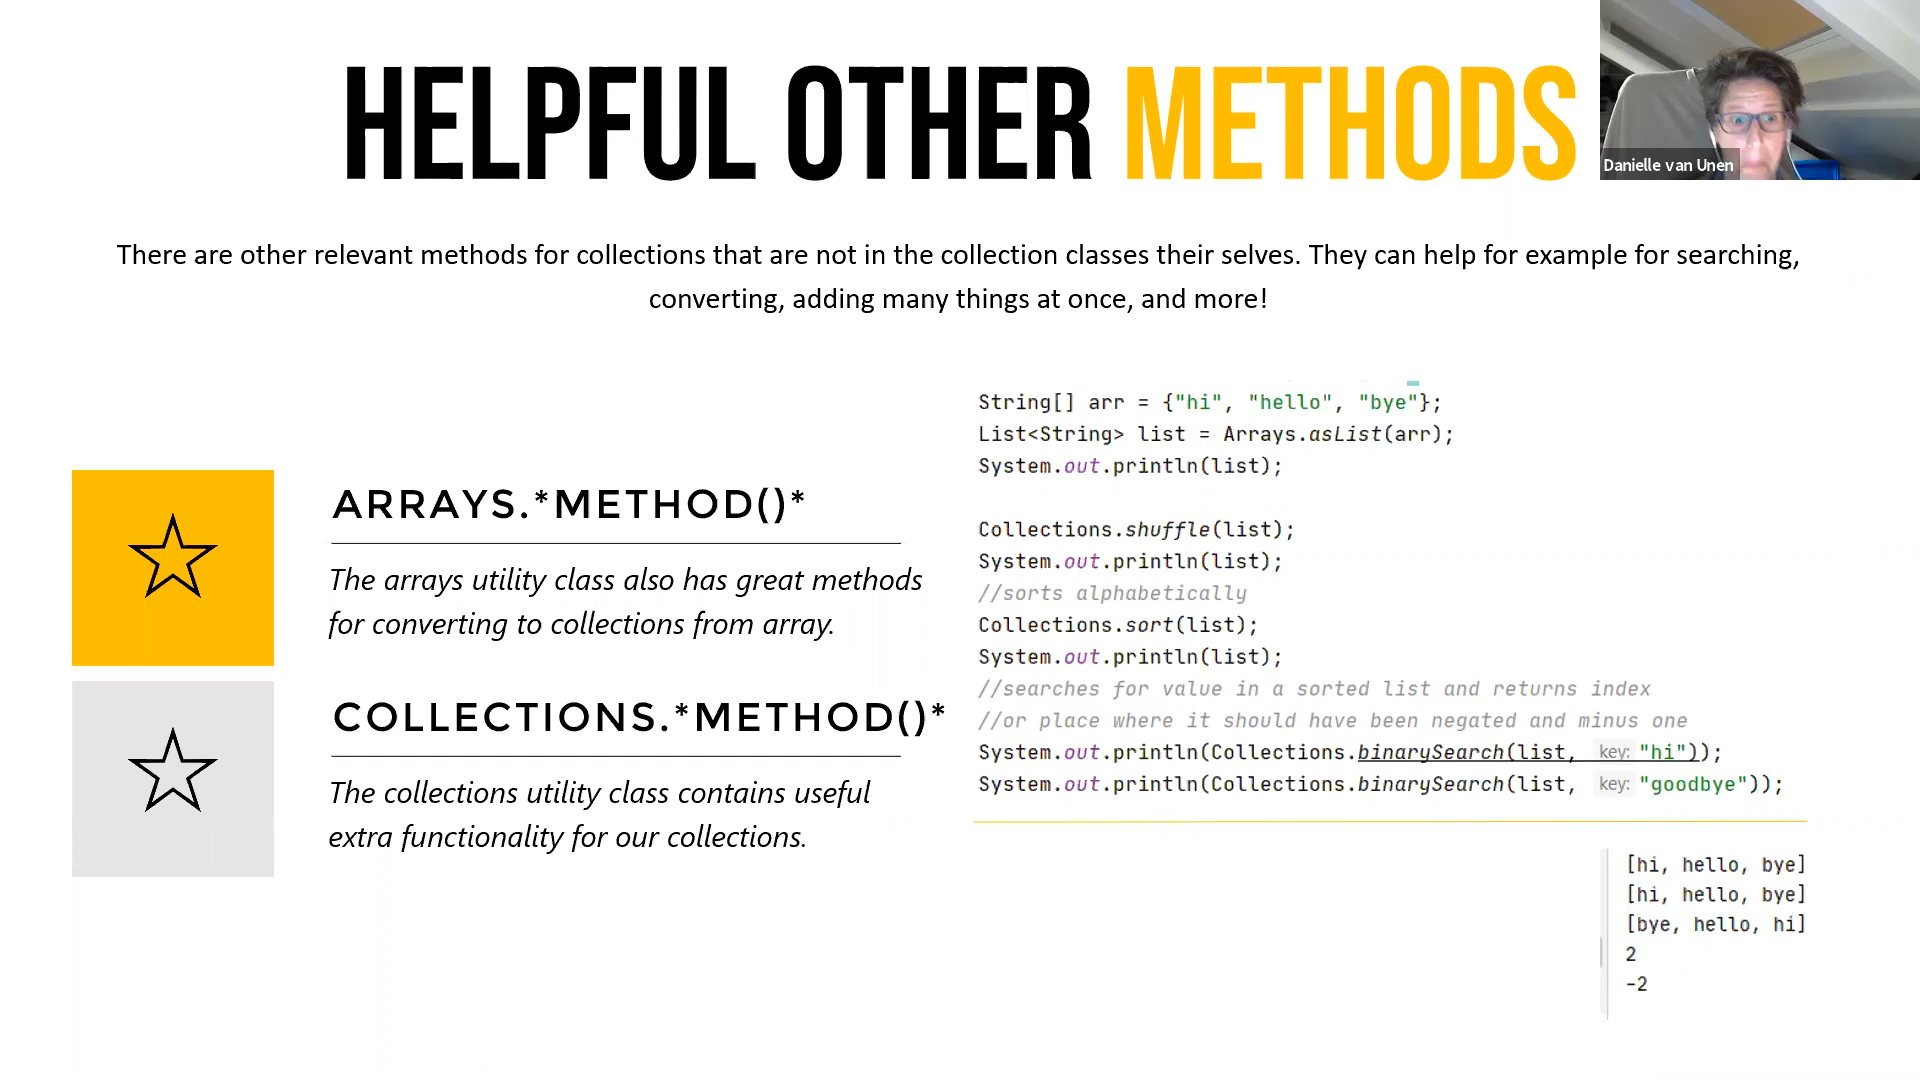 HELPFUL OTHER METHODS
Danielle van Unen
There are other relevant methods for collections that are not in the collection classes their selves. They can help for example for searching,
converting, adding many things at once, and more!
ARRAYS.*METHOD()*
The arrays utility class also has great methods
for converting to collections from array.
COLLECTIONS.*METHOD()*
The collections utility class contains useful
extra functionality for our collections.
String[] arr = {"hi", "hello", "bye"};
List<String> list = Arrays.asList(arr);
System.out.println(list);
Collections.shuffle(list);
System.out.println(list);
//sorts alphabetically
Collections.sort(list);
System.out.println(list);
//searches for value in a sorted list and returns index
//or place where it should have been negated and minus one
System.out.println(Collections.binarySearch(list, key: "hi"));
System.out.println(Collections.binarySearch(list, key: "goodbye"));
[hi, hello, bye]
[hi, hello, bye]
[bye, hello, hi]
2
-2